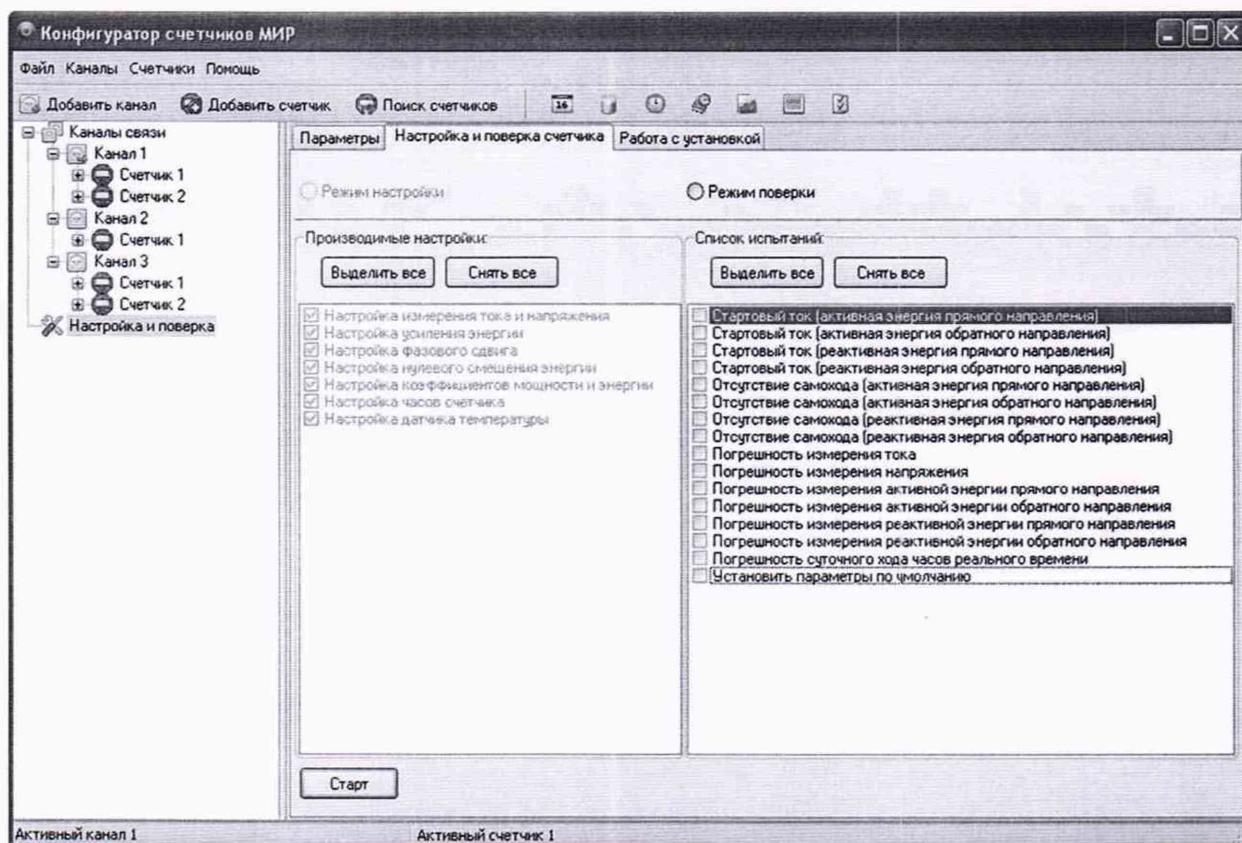 Конфигуратор счетчиков МИР
Файл Каналы Счетчики Помощь
Добавить канал Добавить счетчик Поиск счетчиков 16
Каналы связи
Канал 1
Счетчик 1
Счетчик 2
Канал 2
Счетчик 1
Канал 3
Счетчик 1
Счетчик 2
Настройка и поверка
Параметры Настройка и поверка счетчика Работа с установкой
Режим настройки Режим поверки
Производимые настройки:
Выделить все Снять все
Настройка измерения тока и напряжения
Настройка усиления энергии
Настройка фазового сдвига
Настройка нулевого смещения энергии
Настройка коэффициентов мощности и энергии
Настройка часов счетчика
Настройка датчика температуры
Список испытаний:
Выделить все Снять все
Стартовый ток (активная энергия прямого направления)
Стартовый ток (активная энергия обратного направления)
Стартовый ток (реактивная энергия прямого направления)
Стартовый ток (реактивная энергия обратного направления)
Отсутствие самохода (активная энергия прямого направления)
Отсутствие самохода (активная энергия обратного направления)
Отсутствие самохода (реактивная энергия прямого направления)
Отсутствие самохода (реактивная энергия обратного направления)
Погрешность измерения тока
Погрешность измерения напряжения
Погрешность измерения активной энергии прямого направления
Погрешность измерения активной энергии обратного направления
Погрешность измерения реактивной энергии прямого направления
Погрешность измерения реактивной энергии обратного направления
Погрешность суточного хода часов реального времени
Установить параметры по умолчанию
Старт
Активный канал 1 Активный счетчик 1